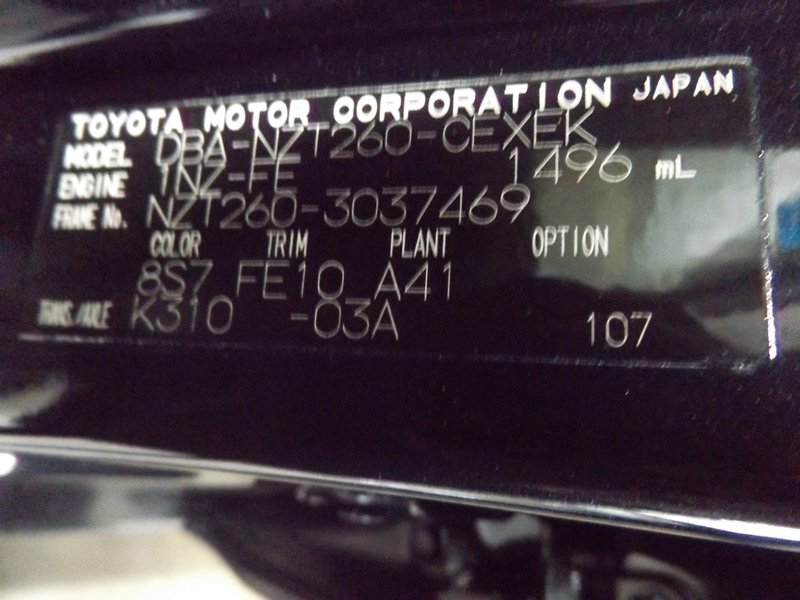 TOYOTA MOTOR CORPORATION JAPAN
MODEL DBA-NZT260-CEXEK
ENGINE 1NZ-FE 1496 mL
FRAME No. NZT260-3037469
COLOR TRIM PLANT OPTION
8S7 FE10 A41
TRANS./AXLE K310 -03A 107